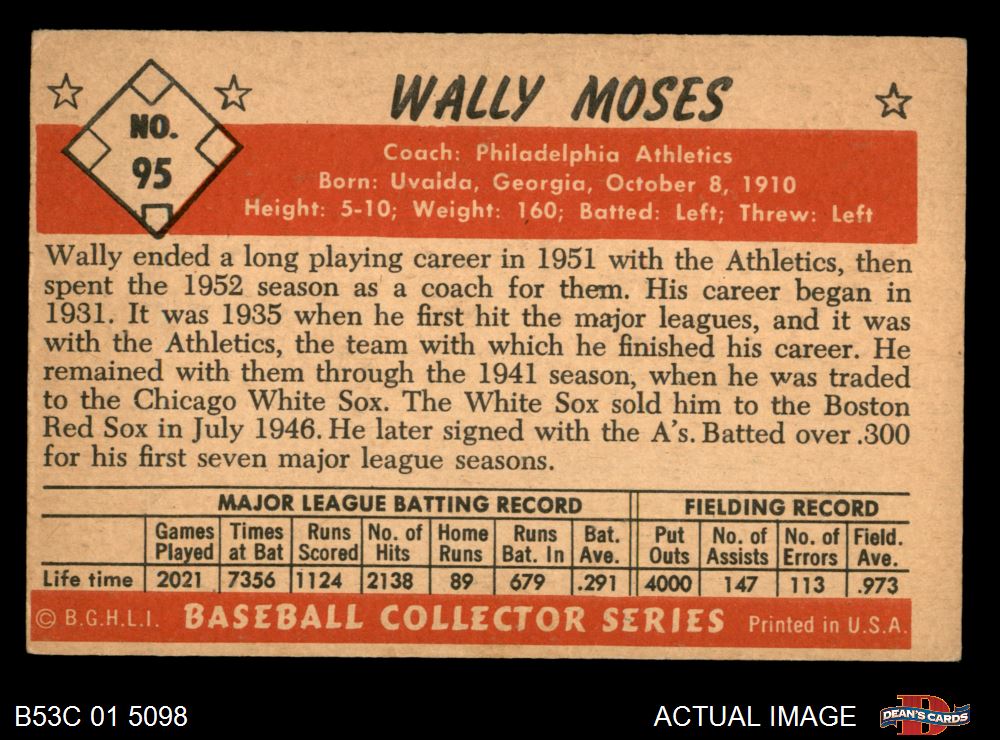 WALLY MOSES
NO.
95
Coach: Philadelphia Athletics
Born: Uvalda, Georgia, October 8, 1910
Height: 5-10; Weight: 160; Batted: Left; Threw: Left
Wally ended a long playing career in 1951 with the Athletics, then
spent the 1952 season as a coach for them. His career began in
1931. It was 1935 when he first hit the major leagues, and it was
with the Athletics, the team with which he finished his career. He
remained with them through the 1941 season, when he was traded
to the Chicago White Sox. The White Sox sold him to the Boston
Red Sox in July 1946. He later signed with the A's. Batted over .300
for his first seven major league seasons.
MAJOR LEAGUE BATTING RECORD FIELDING RECORD
Games Times Runs No. of Home Runs Bat. Put No. of No. of Field.
Played at Bat Scored Hits Runs Bat. In Ave. Outs Assists Errors Ave.
Life time 2021 7356 1124 2138 89 679 .291 4000 147 113 .973
© B.G.H.L.I. BASEBALL COLLECTOR SERIES Printed in U.S.A.
B53C 01 5098 ACTUAL IMAGE D DEAN'S CARDS